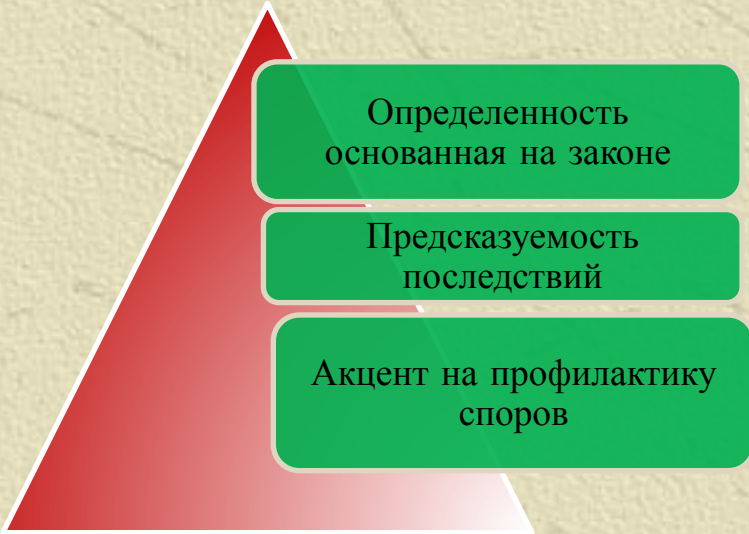 Определенность
основанная на законе
Предсказуемость
последствий
Акцент на профилактику
споров